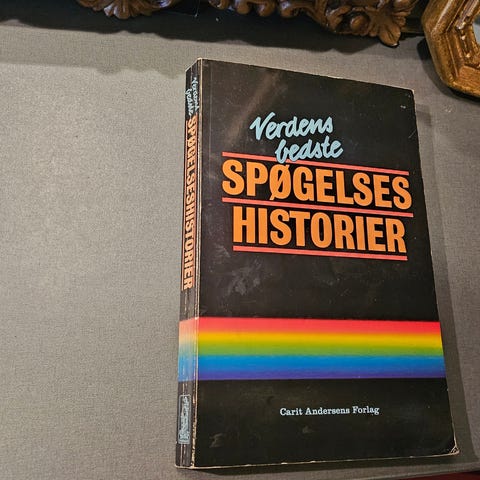 Verdens
bedste
SPØGELSES
HISTORIER
Carit Andersens Forlag
Verdens
bedste
SPØGELSESHISTORIER